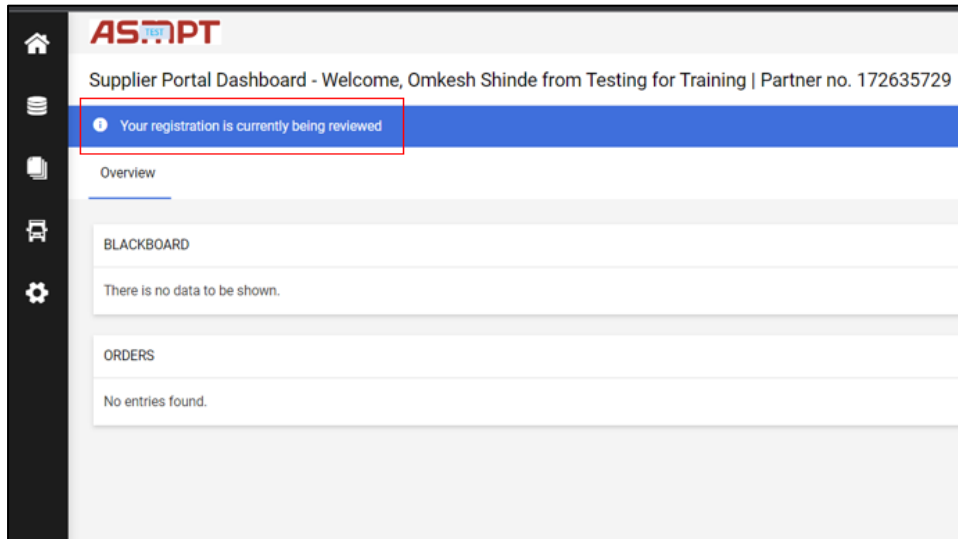 ASMPT
TEST
Supplier Portal Dashboard - Welcome, Omkesh Shinde from Testing for Training | Partner no. 172635729
Your registration is currently being reviewed
Overview
BLACKBOARD
There is no data to be shown.
ORDERS
No entries found.